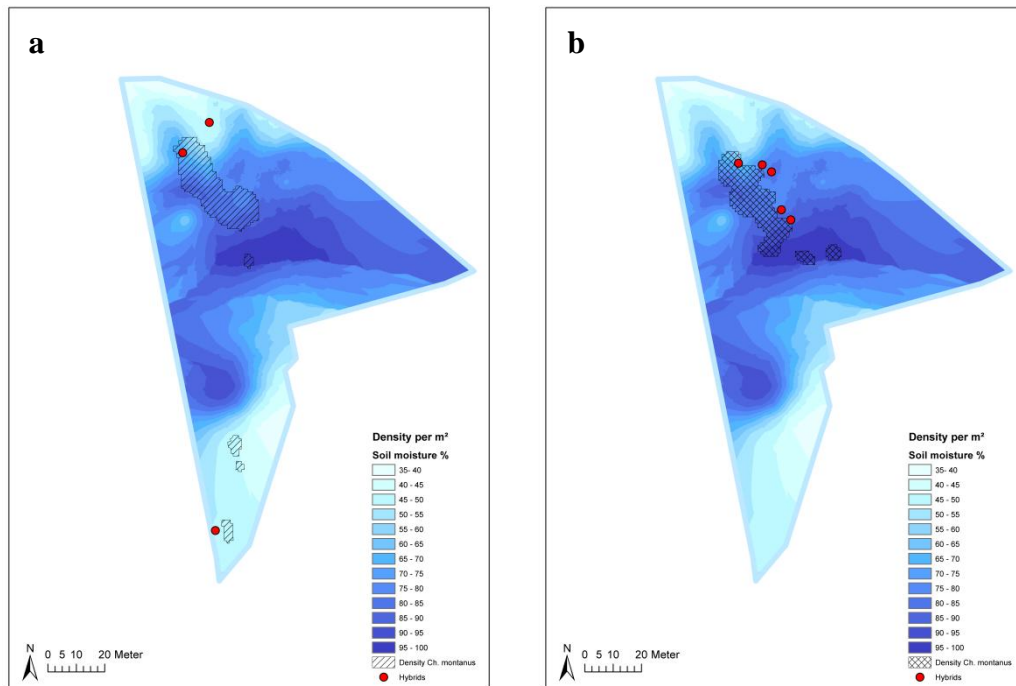 a
Density per m²
Soil moisture %
35- 40
40 - 45
45 - 50
50 - 55
55 - 60
60 - 65
65 - 70
70 - 75
75 - 80
80 - 85
85 - 90
90 - 95
95 - 100
Density Ch. montanus
Hybrids
N
0 5 10 20 Meter
b
Density per m²
Soil moisture %
35- 40
40 - 45
45 - 50
50 - 55
55 - 60
60 - 65
65 - 70
70 - 75
75 - 80
80 - 85
85 - 90
90 - 95
95 - 100
Density Ch. montanus
Hybrids
N
0 5 10 20 Meter